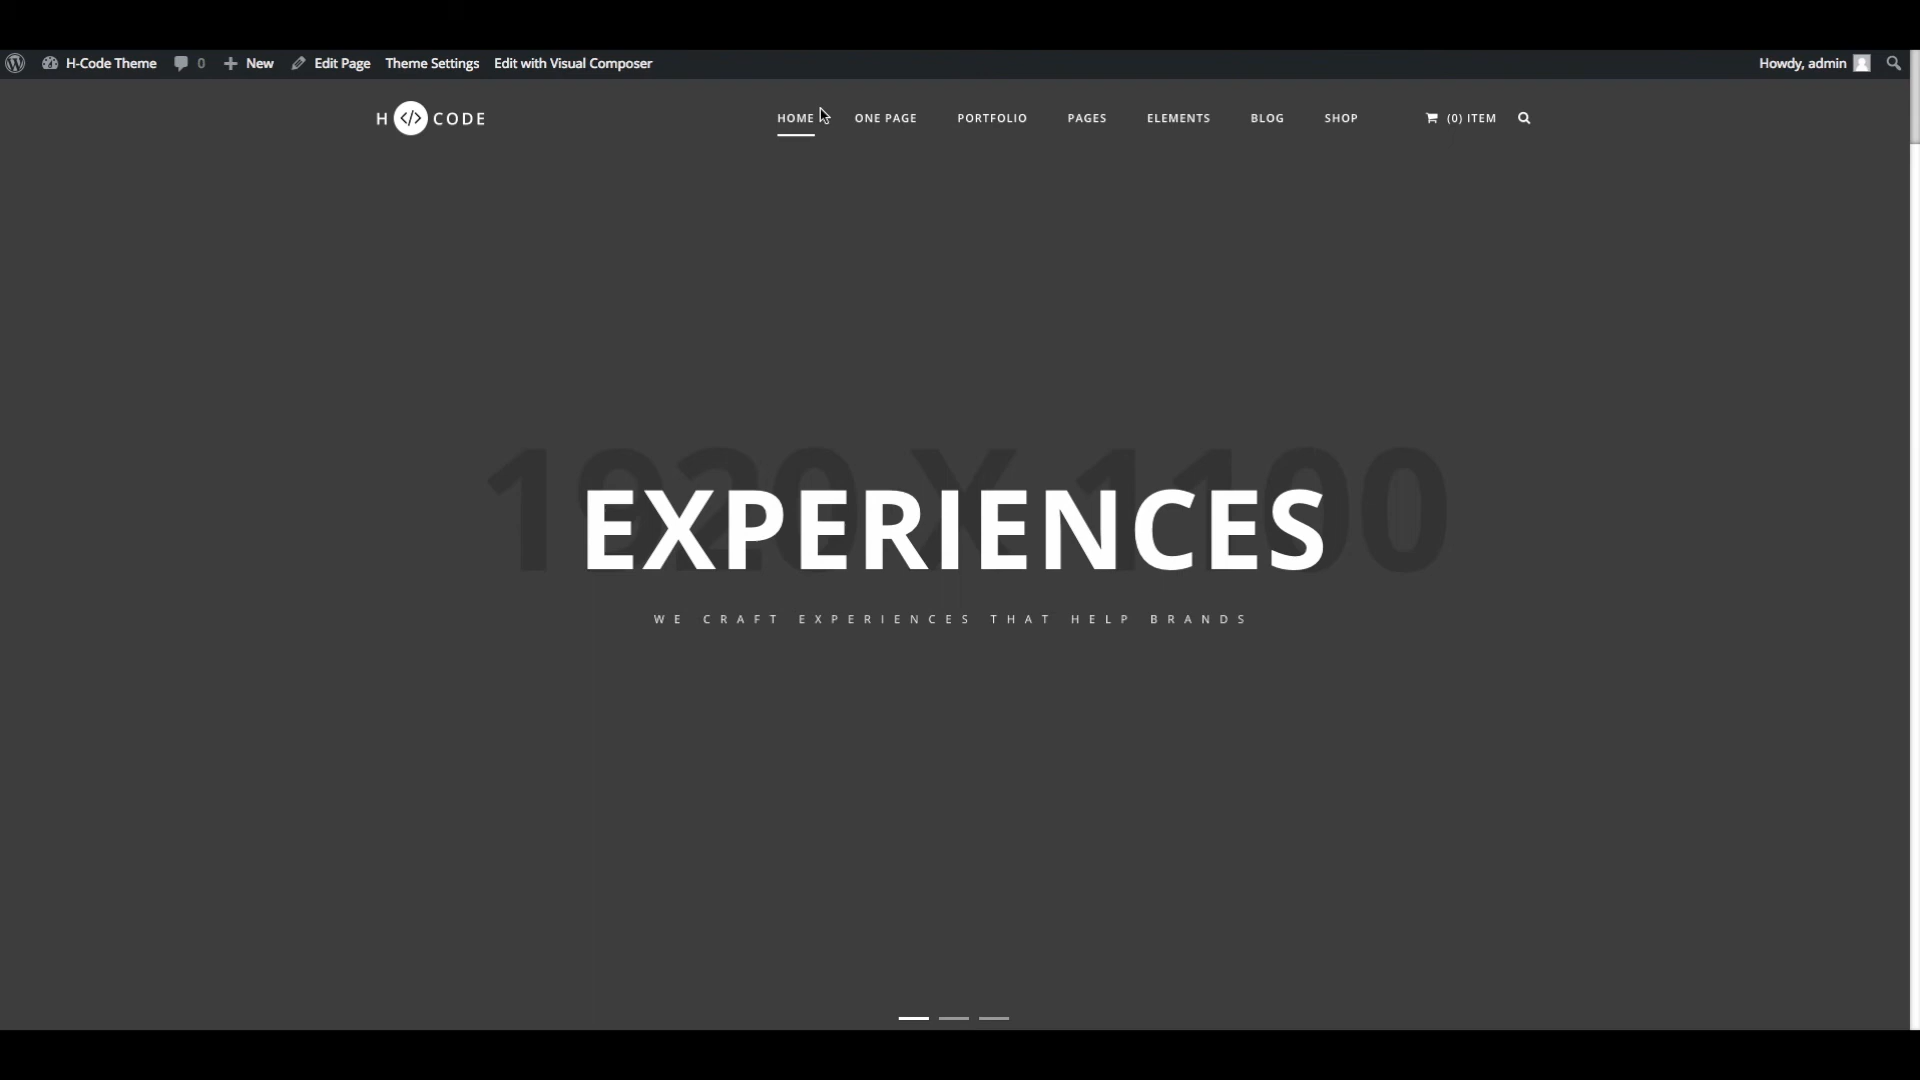 H-Code Theme 0 New Edit Page Theme Settings Edit with Visual Composer Howdy, admin
H </> CODE HOME ONE PAGE PORTFOLIO PAGES ELEMENTS BLOG SHOP (0) ITEM
1920 X 1100
EXPERIENCES
WE CRAFT EXPERIENCES THAT HELP BRANDS